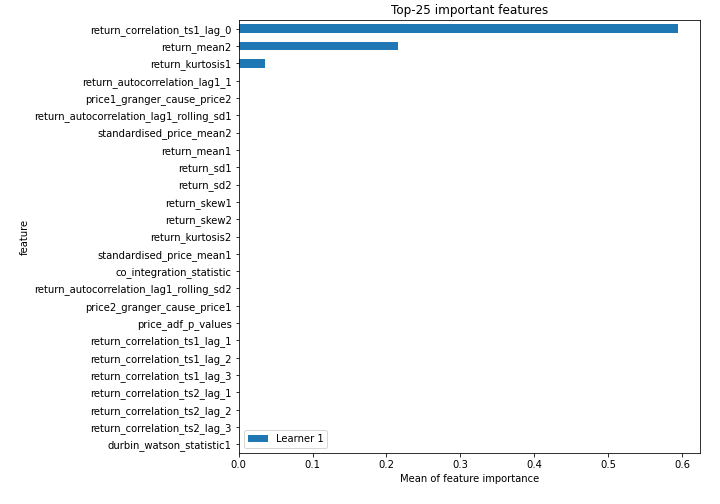 Top-25 important features
return_correlation_ts1_lag_0
return_mean2
return_kurtosis1
return_autocorrelation_lag1_1
price1_granger_cause_price2
return_autocorrelation_lag1_rolling_sd1
standardised_price_mean2
return_mean1
return_sd1
return_sd2
return_skew1
return_skew2
return_kurtosis2
standardised_price_mean1
co_integration_statistic
return_autocorrelation_lag1_rolling_sd2
price2_granger_cause_price1
price_adf_p_values
return_correlation_ts1_lag_1
return_correlation_ts1_lag_2
return_correlation_ts1_lag_3
return_correlation_ts2_lag_1
return_correlation_ts2_lag_2
return_correlation_ts2_lag_3
durbin_watson_statistic1
feature
Learner 1
0.0 0.1 0.2 0.3 0.4 0.5 0.6
Mean of feature importance